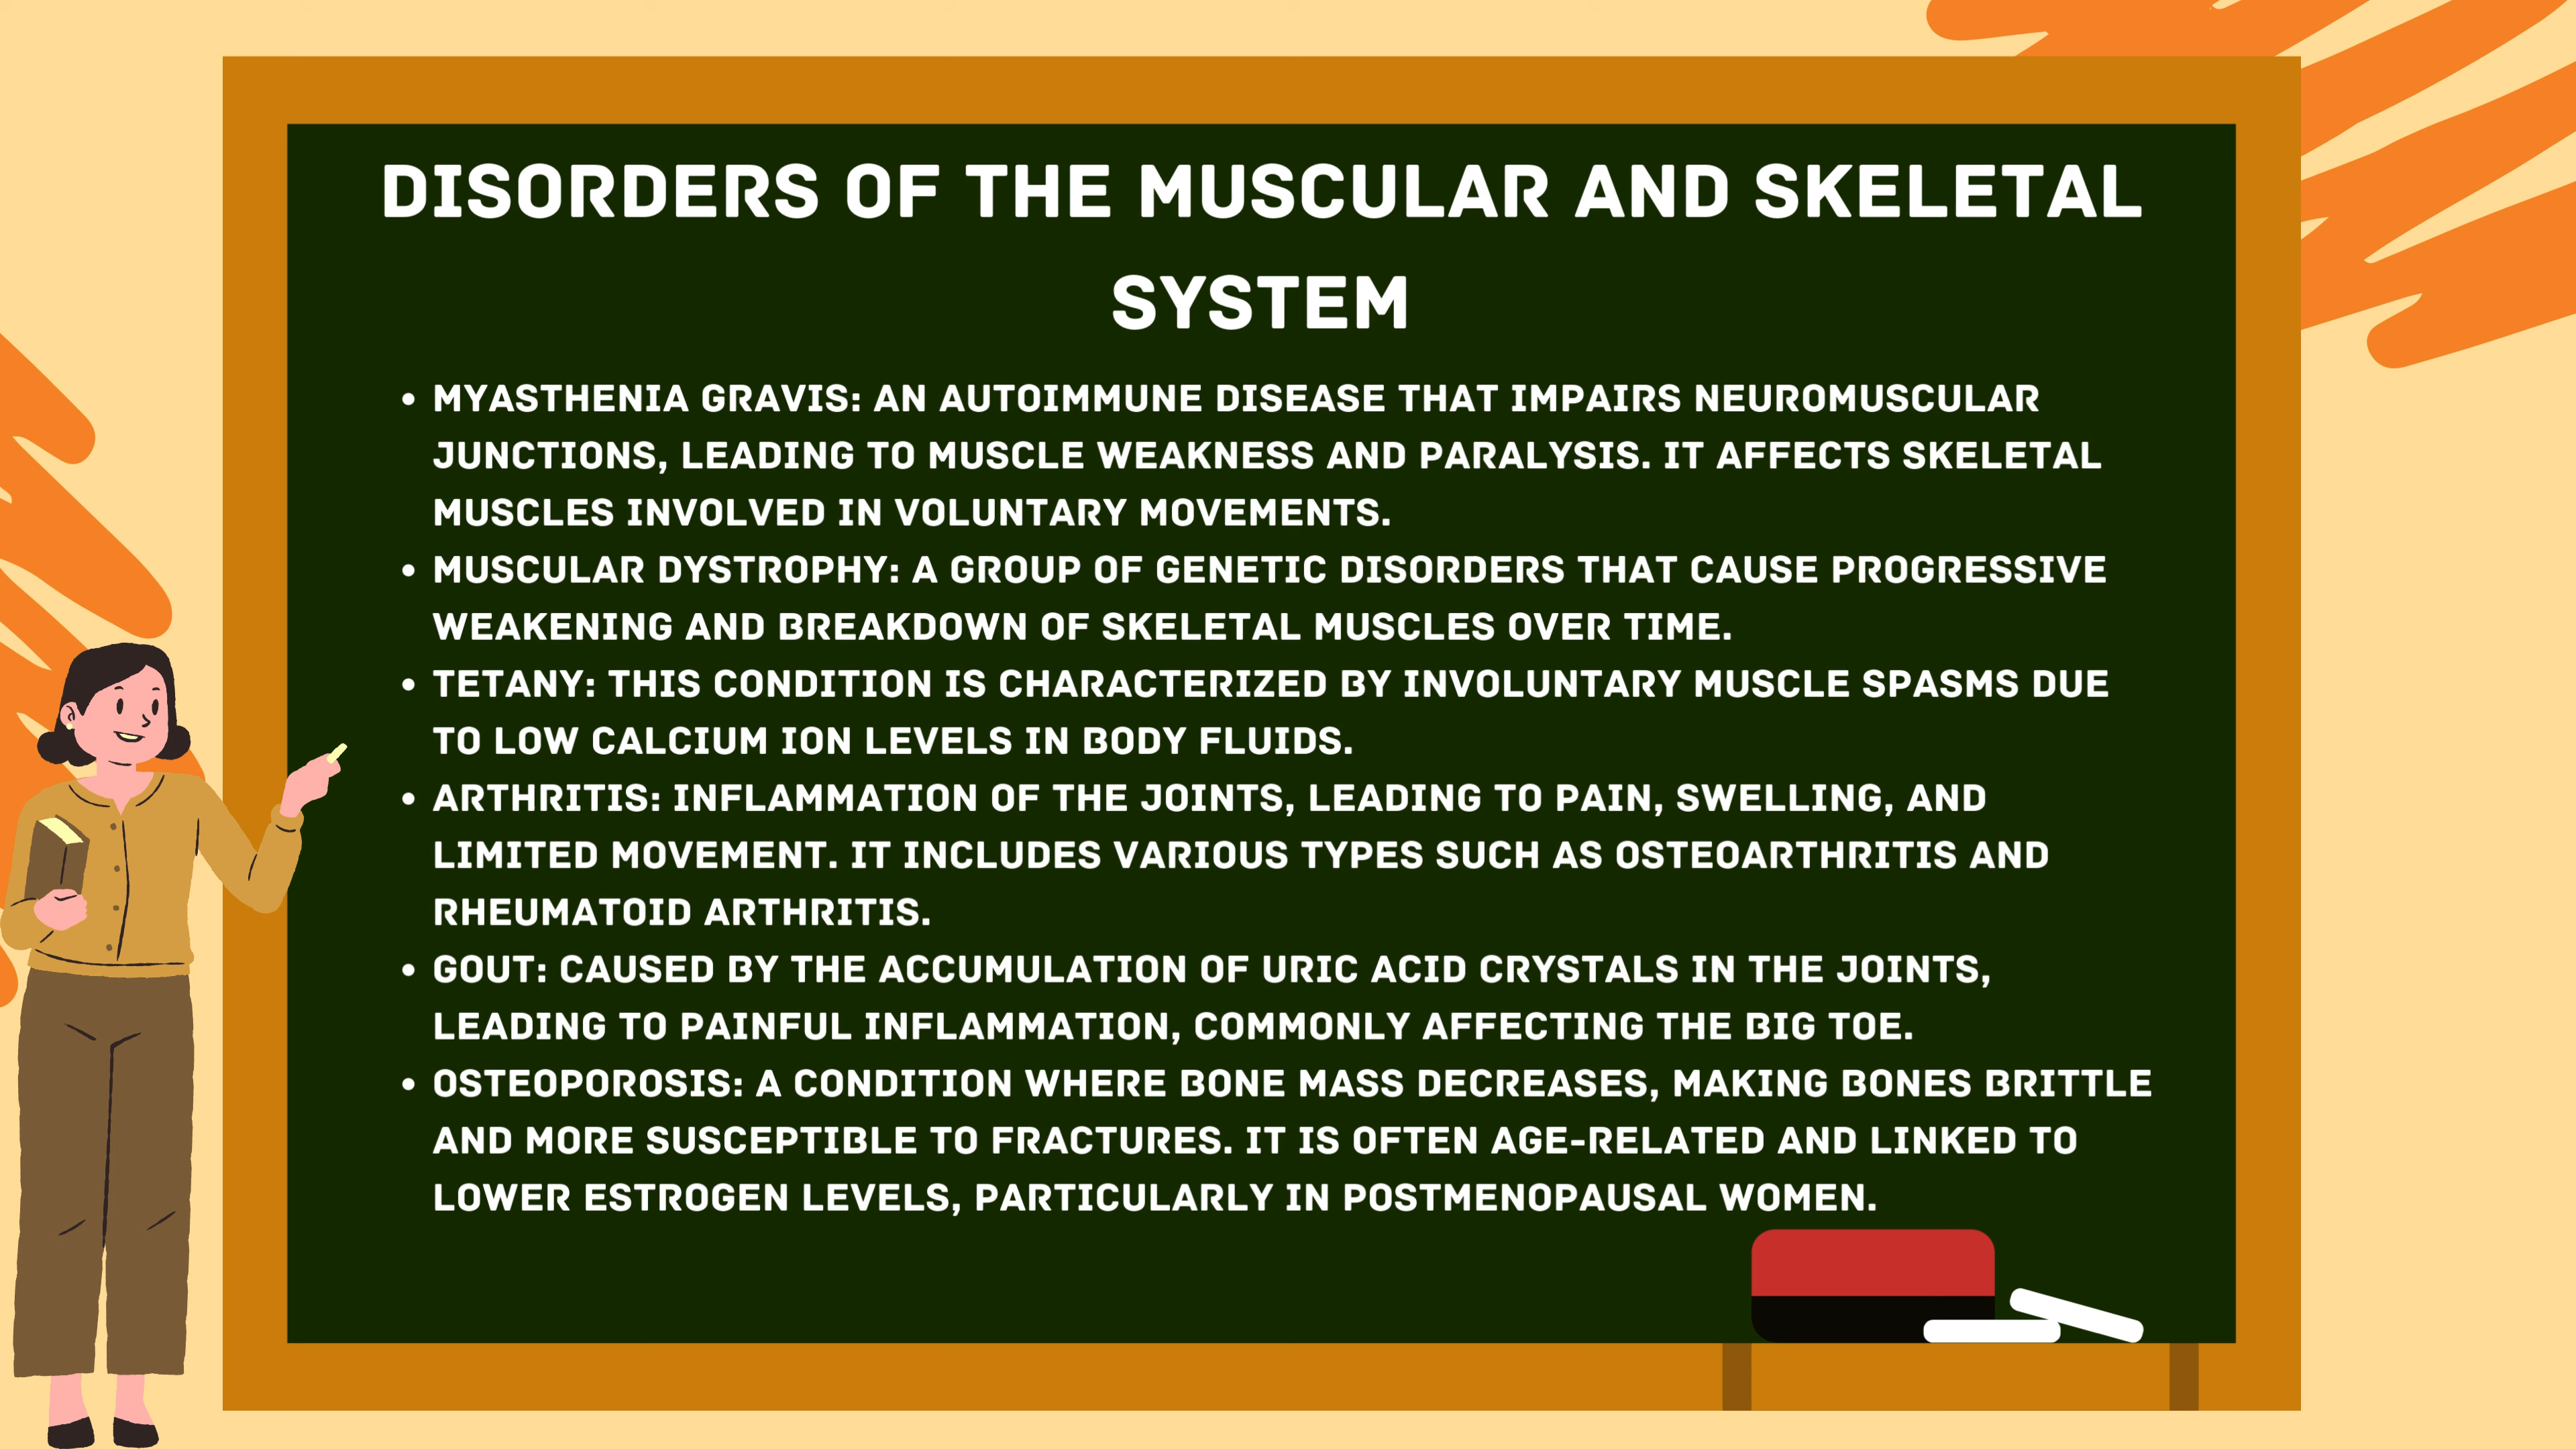 DISORDERS OF THE MUSCULAR AND SKELETAL
SYSTEM
• MYASTHENIA GRAVIS: AN AUTOIMMUNE DISEASE THAT IMPAIRS NEUROMUSCULAR
JUNCTIONS, LEADING TO MUSCLE WEAKNESS AND PARALYSIS. IT AFFECTS SKELETAL
MUSCLES INVOLVED IN VOLUNTARY MOVEMENTS.
• MUSCULAR DYSTROPHY: A GROUP OF GENETIC DISORDERS THAT CAUSE PROGRESSIVE
WEAKENING AND BREAKDOWN OF SKELETAL MUSCLES OVER TIME.
• TETANY: THIS CONDITION IS CHARACTERIZED BY INVOLUNTARY MUSCLE SPASMS DUE
TO LOW CALCIUM ION LEVELS IN BODY FLUIDS.
• ARTHRITIS: INFLAMMATION OF THE JOINTS, LEADING TO PAIN, SWELLING, AND
LIMITED MOVEMENT. IT INCLUDES VARIOUS TYPES SUCH AS OSTEOARTHRITIS AND
RHEUMATOID ARTHRITIS.
• GOUT: CAUSED BY THE ACCUMULATION OF URIC ACID CRYSTALS IN THE JOINTS,
LEADING TO PAINFUL INFLAMMATION, COMMONLY AFFECTING THE BIG TOE.
• OSTEOPOROSIS: A CONDITION WHERE BONE MASS DECREASES, MAKING BONES BRITTLE
AND MORE SUSCEPTIBLE TO FRACTURES. IT IS OFTEN AGE-RELATED AND LINKED TO
LOWER ESTROGEN LEVELS, PARTICULARLY IN POSTMENOPAUSAL WOMEN.